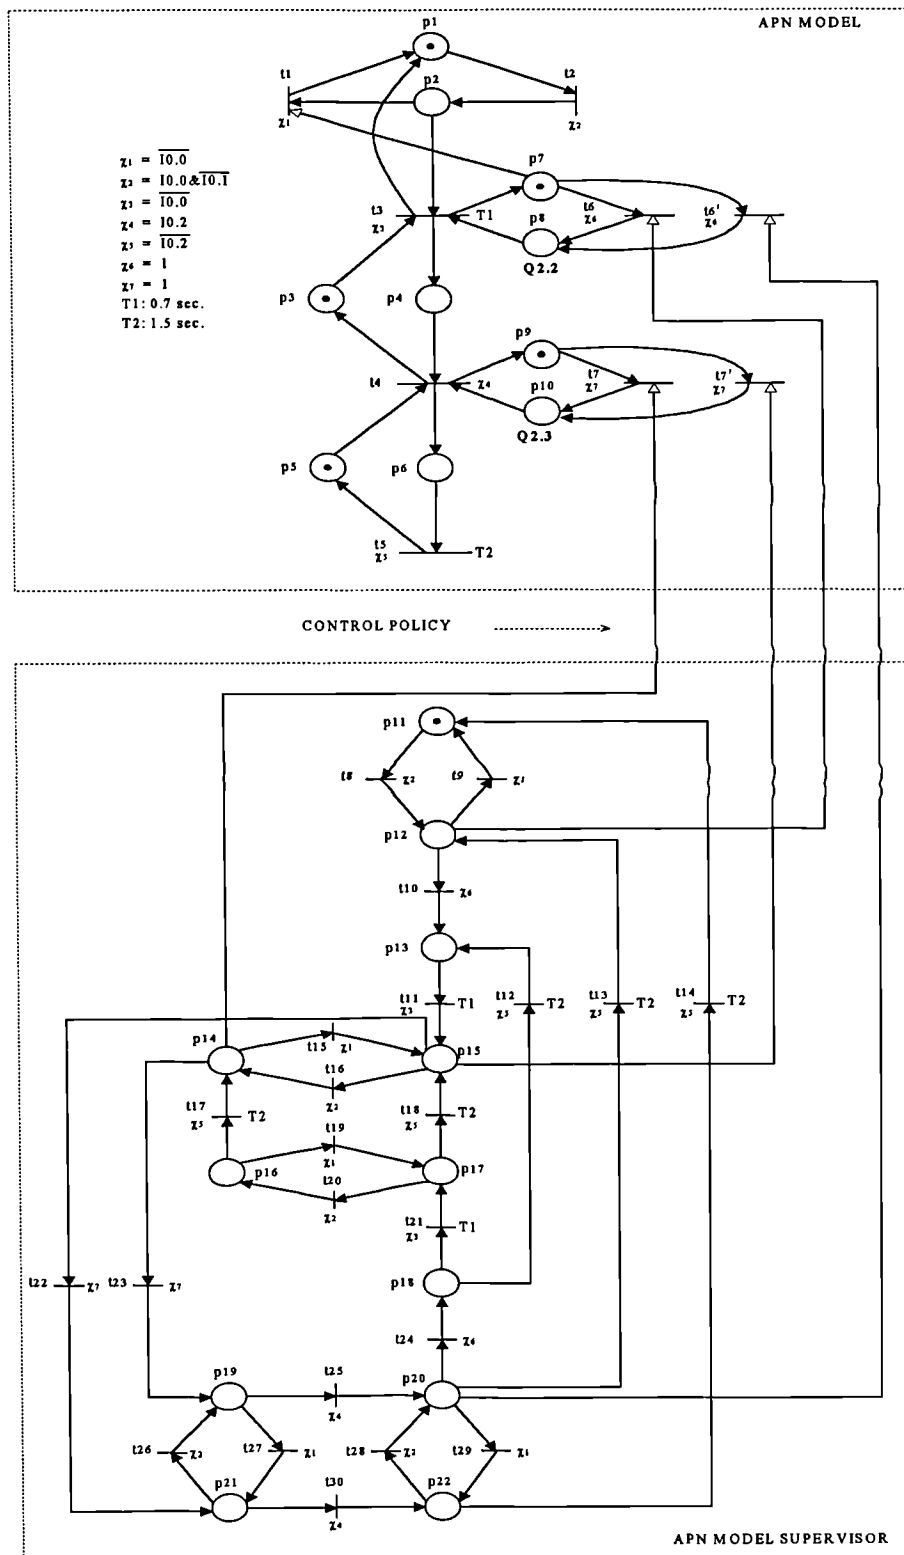 APN MODEL
p1
t1
p2
t2
χ1
χ2
χ1 = I̅0̅.̅0̅
χ2 = I0.0&I̅0̅.̅1̅
χ3 = I̅0̅.̅0̅
χ4 = I0.2
χ5 = I̅0̅.̅2̅
χ6 = 1
χ7 = 1
T1: 0.7 sec.
T2: 1.5 sec.
p7
t3
χ3
T1
p8
t6
χ6
t6'
χ6
Q2.2
p3
p4
p9
t4
χ4
t7
χ7
t7'
χ7
p10
Q2.3
p5
p6
t5
χ5
T2
CONTROL POLICY
p11
t8
χ2
t9
χ1
p12
t10
χ6
p13
t11
χ3
T1
t12
χ5
T2
t13
χ5
T2
t14
χ5
T2
p14
t15
χ1
p15
t16
χ2
t17
χ5
T2
t18
χ5
T2
t19
χ1
p16
p17
t20
χ2
t21
χ3
T1
p18
t22
χ7
t23
χ7
t24
χ6
p19
t25
χ4
p20
t26
χ2
t27
χ1
t28
χ2
t29
χ1
p21
t30
χ4
p22
APN MODEL SUPERVISOR